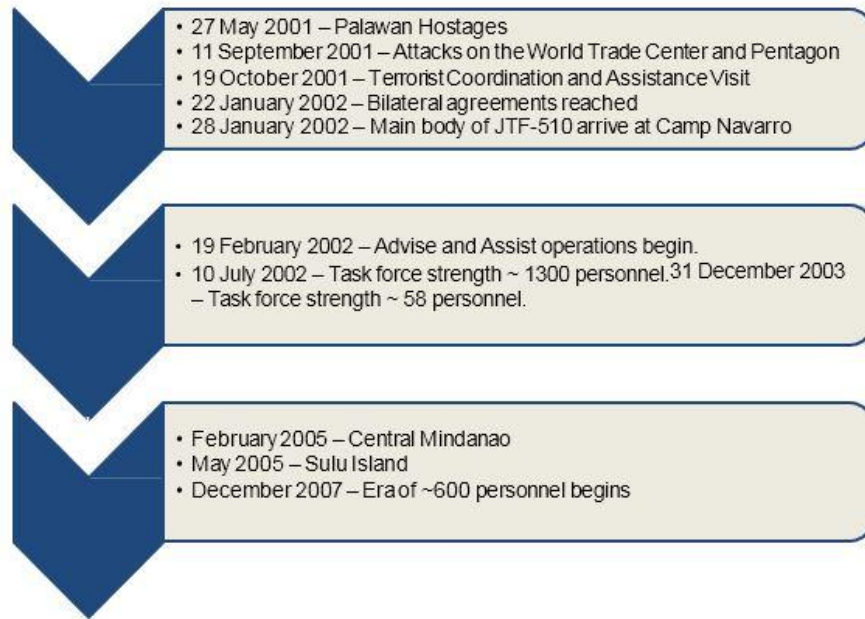 • 27 May 2001 – Palawan Hostages
• 11 September 2001 – Attacks on the World Trade Center and Pentagon
• 19 October 2001 – Terrorist Coordination and Assistance Visit
• 22 January 2002 – Bilateral agreements reached
• 28 January 2002 – Main body of JTF-510 arrive at Camp Navarro
• 19 February 2002 – Advise and Assist operations begin.
• 10 July 2002 – Task force strength ~ 1300 personnel.31 December 2003
– Task force strength ~ 58 personnel.
• February 2005 – Central Mindanao
• May 2005 – Sulu Island
• December 2007 – Era of ~600 personnel begins